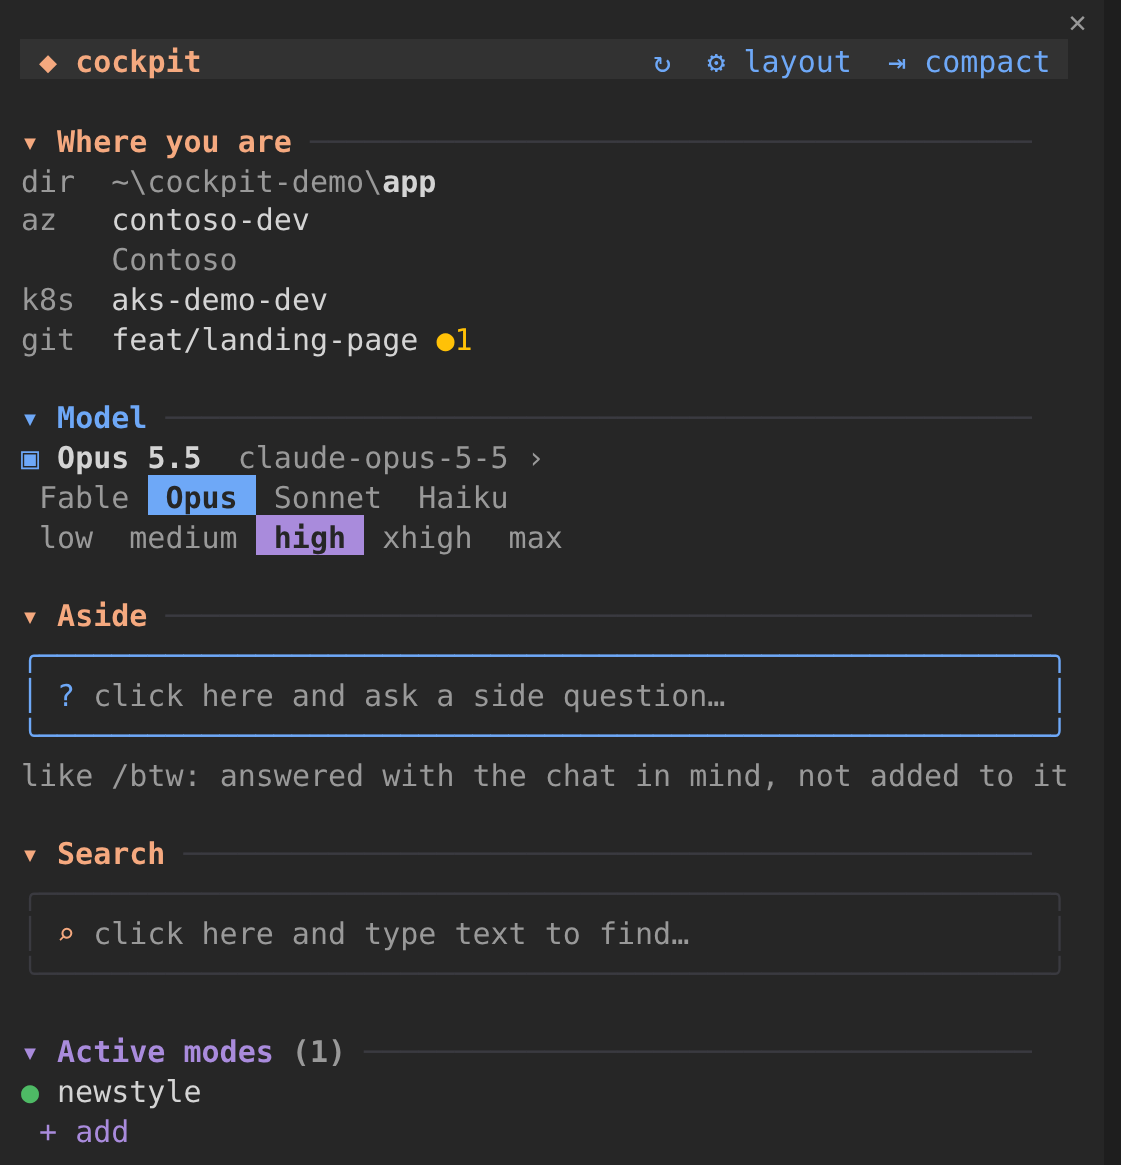 ×
◆ cockpit ↻ ⚙ layout ⇥ compact
▾ Where you are
dir ~\cockpit-demo\app
az contoso-dev
Contoso
k8s aks-demo-dev
git feat/landing-page ●1
▾ Model
▣ Opus 5.5 claude-opus-5-5 ›
Fable Opus Sonnet Haiku
low medium high xhigh max
▾ Aside
? click here and ask a side question…
like /btw: answered with the chat in mind, not added to it
▾ Search
⌕ click here and type text to find…
▾ Active modes (1)
● newstyle
+ add